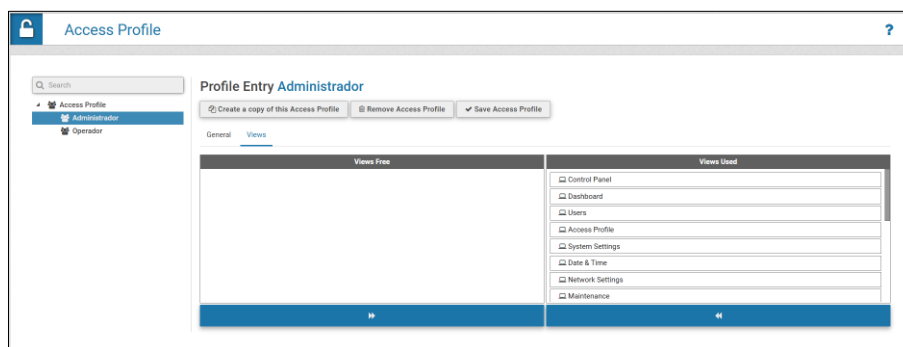 Access Profile
?
Search
Access Profile
Administrador
Operador
Profile Entry Administrador
Create a copy of this Access Profile
Remove Access Profile
Save Access Profile
General Views
Views Free
Views Used
Control Panel
Dashboard
Users
Access Profile
System Settings
Date & Time
Network Settings
Maintenance